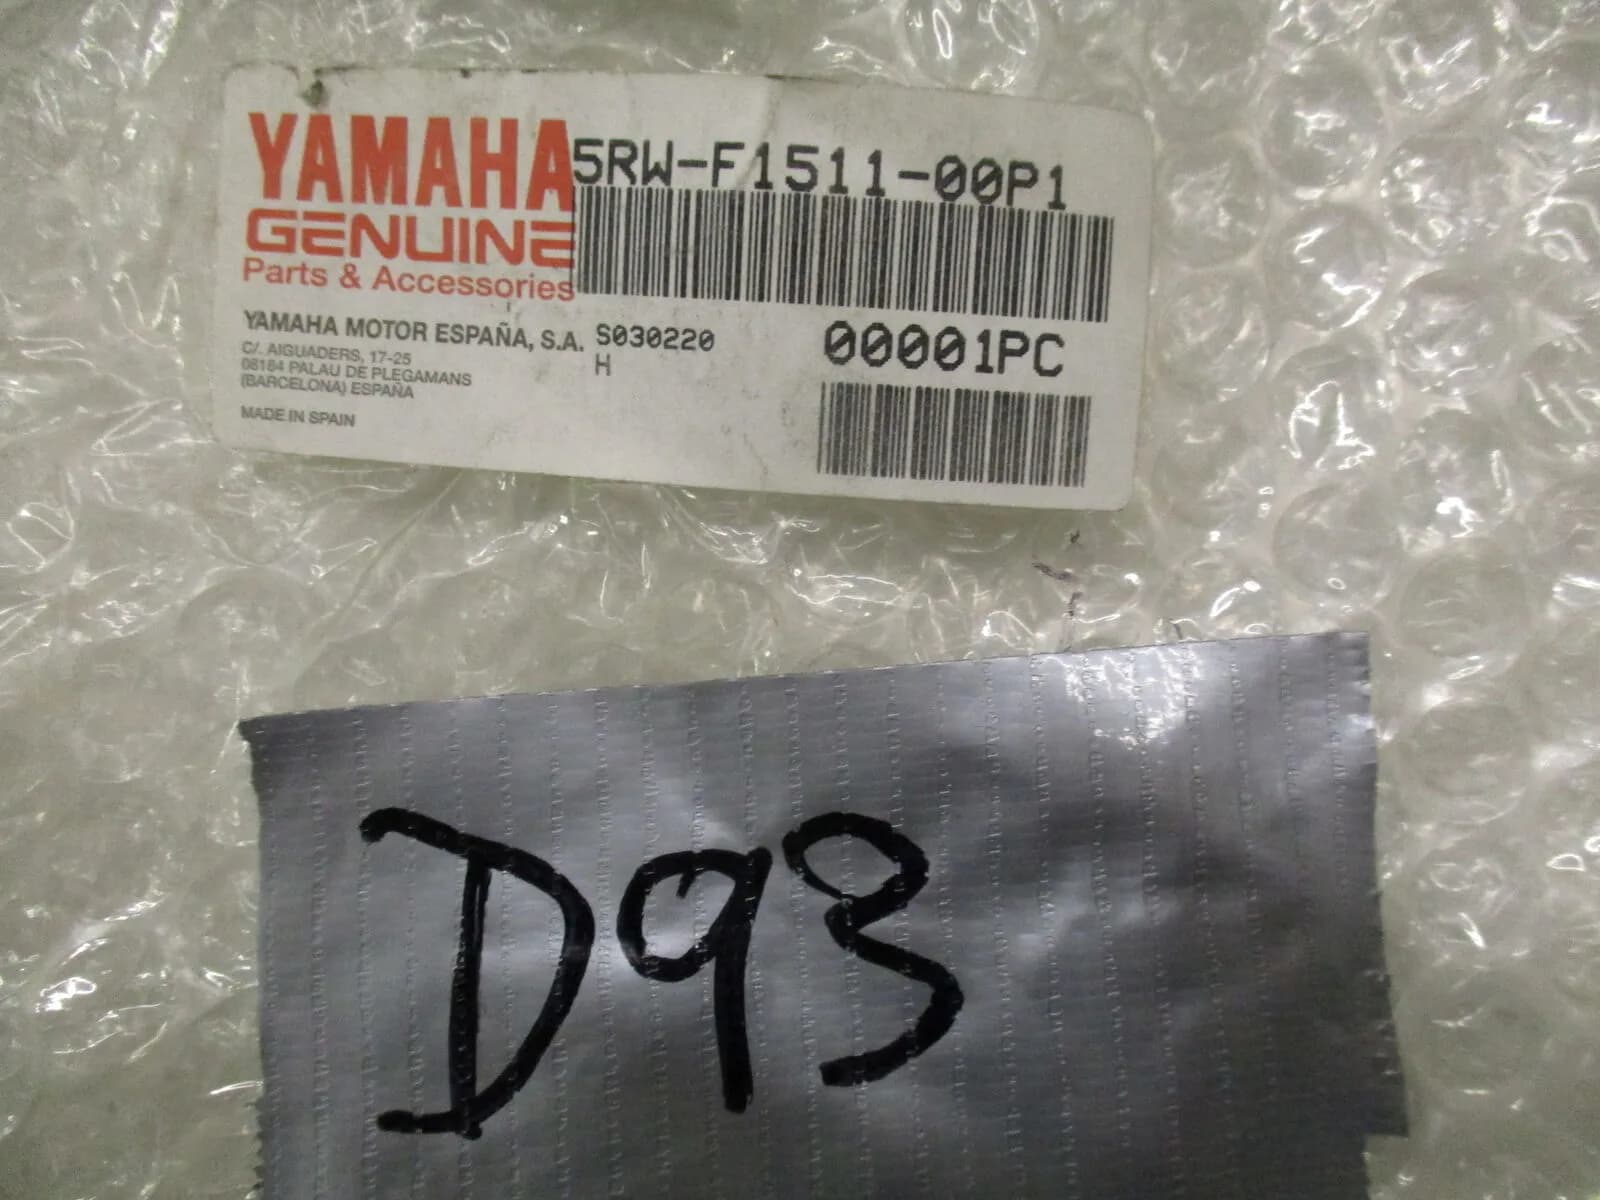 YAMAHA
GENUINE
Parts & Accessories
5RW-F1511-00P1
YAMAHA MOTOR ESPAÑA, S.A.
C/. AIGUADERS, 17-25
08184 PALAU DE PLEGAMANS
(BARCELONA) ESPAÑA
MADE IN SPAIN
S030220
H
00001PC
D93